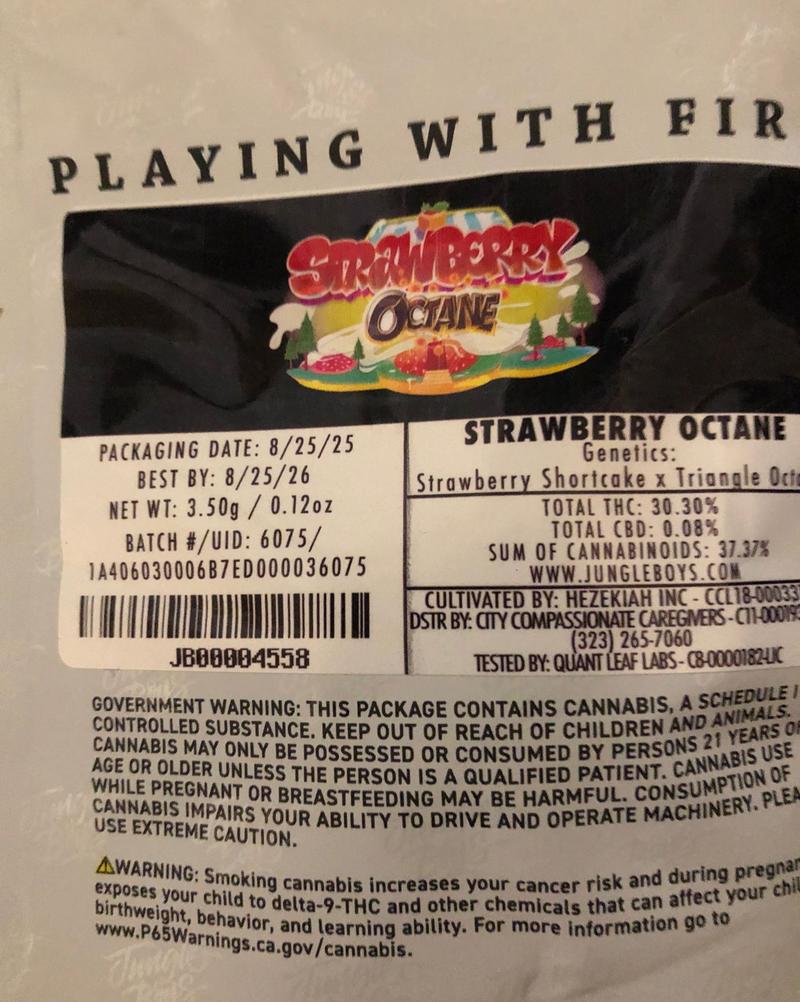 PLAYING WITH FIR
STRAWBERRY
OCTANE
PACKAGING DATE: 8/25/25
BEST BY: 8/25/26
NET WT: 3.50g / 0.12oz
BATCH #/UID: 6075/
1A406030006B7ED000036075
JB00004558
STRAWBERRY OCTANE
Genetics:
Strawberry Shortcake x Triangle Octa
TOTAL THC: 30.30%
TOTAL CBD: 0.08%
SUM OF CANNABINOIDS: 37.37%
WWW.JUNGLEBOYS.COM
CULTIVATED BY: HEZEKIAH INC - CCL18-00033
DSTR BY: CITY COMPASSIONATE CAREGIVERS - C11-000019
(323) 265-7060
TESTED BY: QUANT LEAF LABS - C8-0000182-LIC
GOVERNMENT WARNING: THIS PACKAGE CONTAINS CANNABIS, A SCHEDULE I
CONTROLLED SUBSTANCE. KEEP OUT OF REACH OF CHILDREN AND ANIMALS.
CANNABIS MAY ONLY BE POSSESSED OR CONSUMED BY PERSONS 21 YEARS OF
AGE OR OLDER UNLESS THE PERSON IS A QUALIFIED PATIENT. CANNABIS USE
WHILE PREGNANT OR BREASTFEEDING MAY BE HARMFUL. CONSUMPTION OF
CANNABIS IMPAIRS YOUR ABILITY TO DRIVE AND OPERATE MACHINERY. PLEA
USE EXTREME CAUTION.
⚠WARNING: Smoking cannabis increases your cancer risk and during pregnan
exposes your child to delta-9-THC and other chemicals that can affect your chil
birthweight, behavior, and learning ability. For more information go to
www.P65Warnings.ca.gov/cannabis.